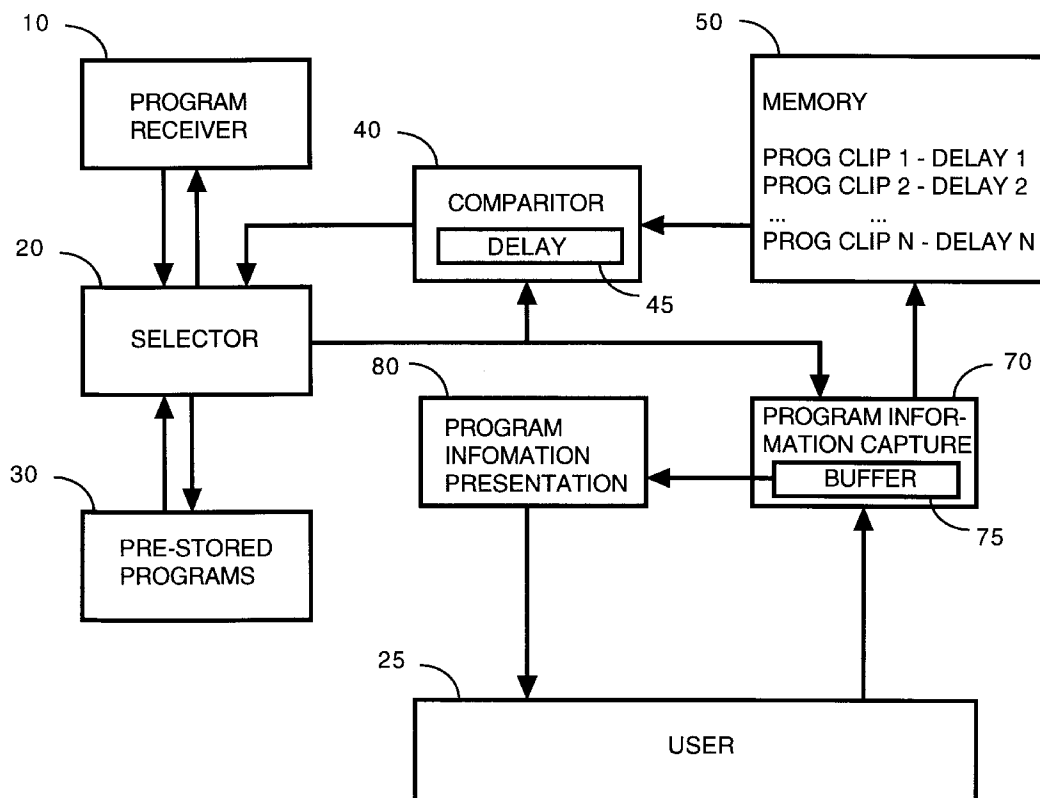 10
PROGRAM
RECEIVER
50
MEMORY
PROG CLIP 1 - DELAY 1
PROG CLIP 2 - DELAY 2
... ...
PROG CLIP N - DELAY N
40
COMPARITOR
DELAY
45
20
SELECTOR
80
PROGRAM
INFOMATION
PRESENTATION
70
PROGRAM INFOR-
MATION CAPTURE
BUFFER
75
30
PRE-STORED
PROGRAMS
25
USER